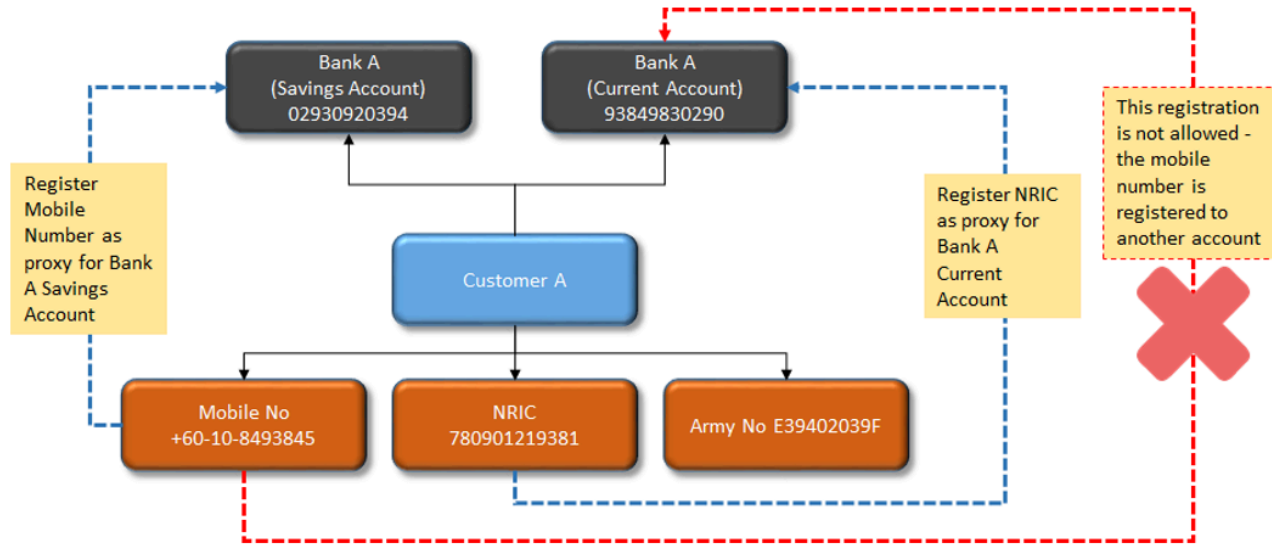 Bank A
(Savings Account)
02930920394
Bank A
(Current Account)
93849830290
This registration
is not allowed -
the mobile
number is
registered to
another account
Register
Mobile
Number as
proxy for Bank
A Savings
Account
Register NRIC
as proxy for
Bank A
Current
Account
Customer A
Mobile No
+60-10-8493845
NRIC
780901219381
Army No E39402039F